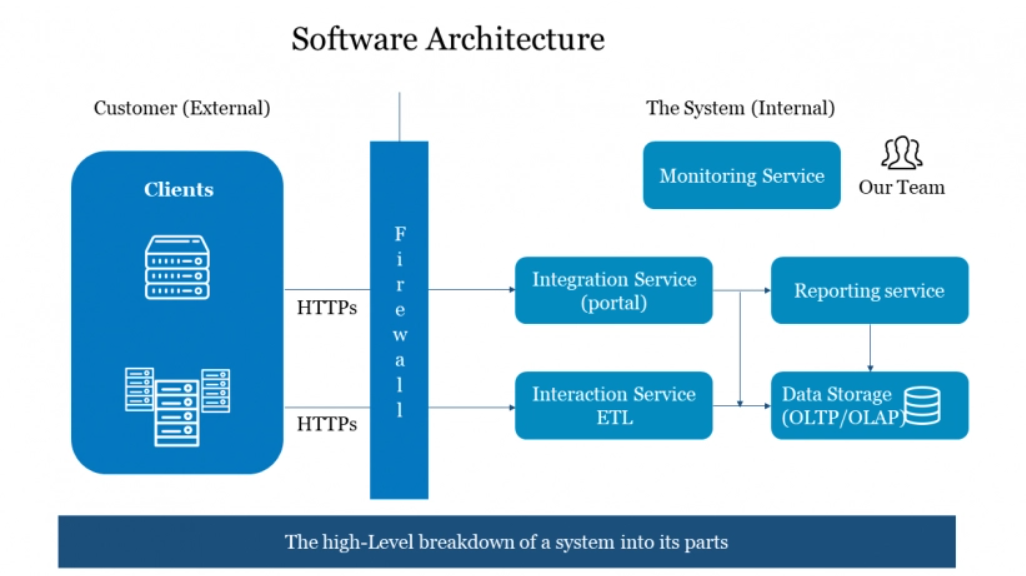 Software Architecture
Customer (External)
The System (Internal)
Clients
Monitoring Service
Our Team
Firewall
HTTPs
Integration Service
(portal)
Reporting service
HTTPs
Interaction Service
ETL
Data Storage
(OLTP/OLAP)
The high-Level breakdown of a system into its parts